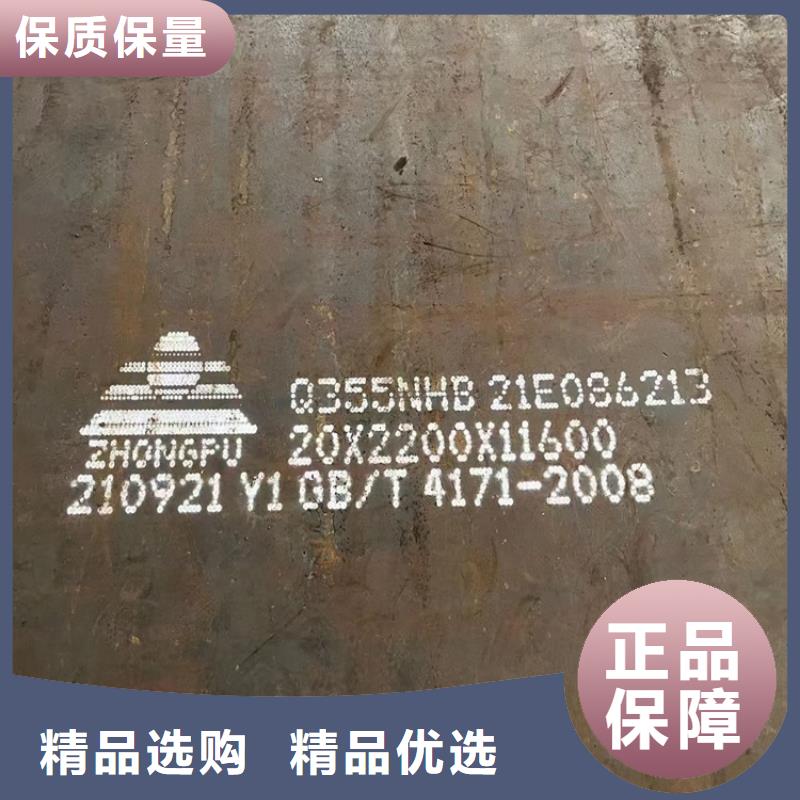 保质保量
Q355NHB 21E086213
ZHONGPU 20X2200X11600
210921 Y1 GB/T 4171-2008
正品
保障
精品选购 精品优选